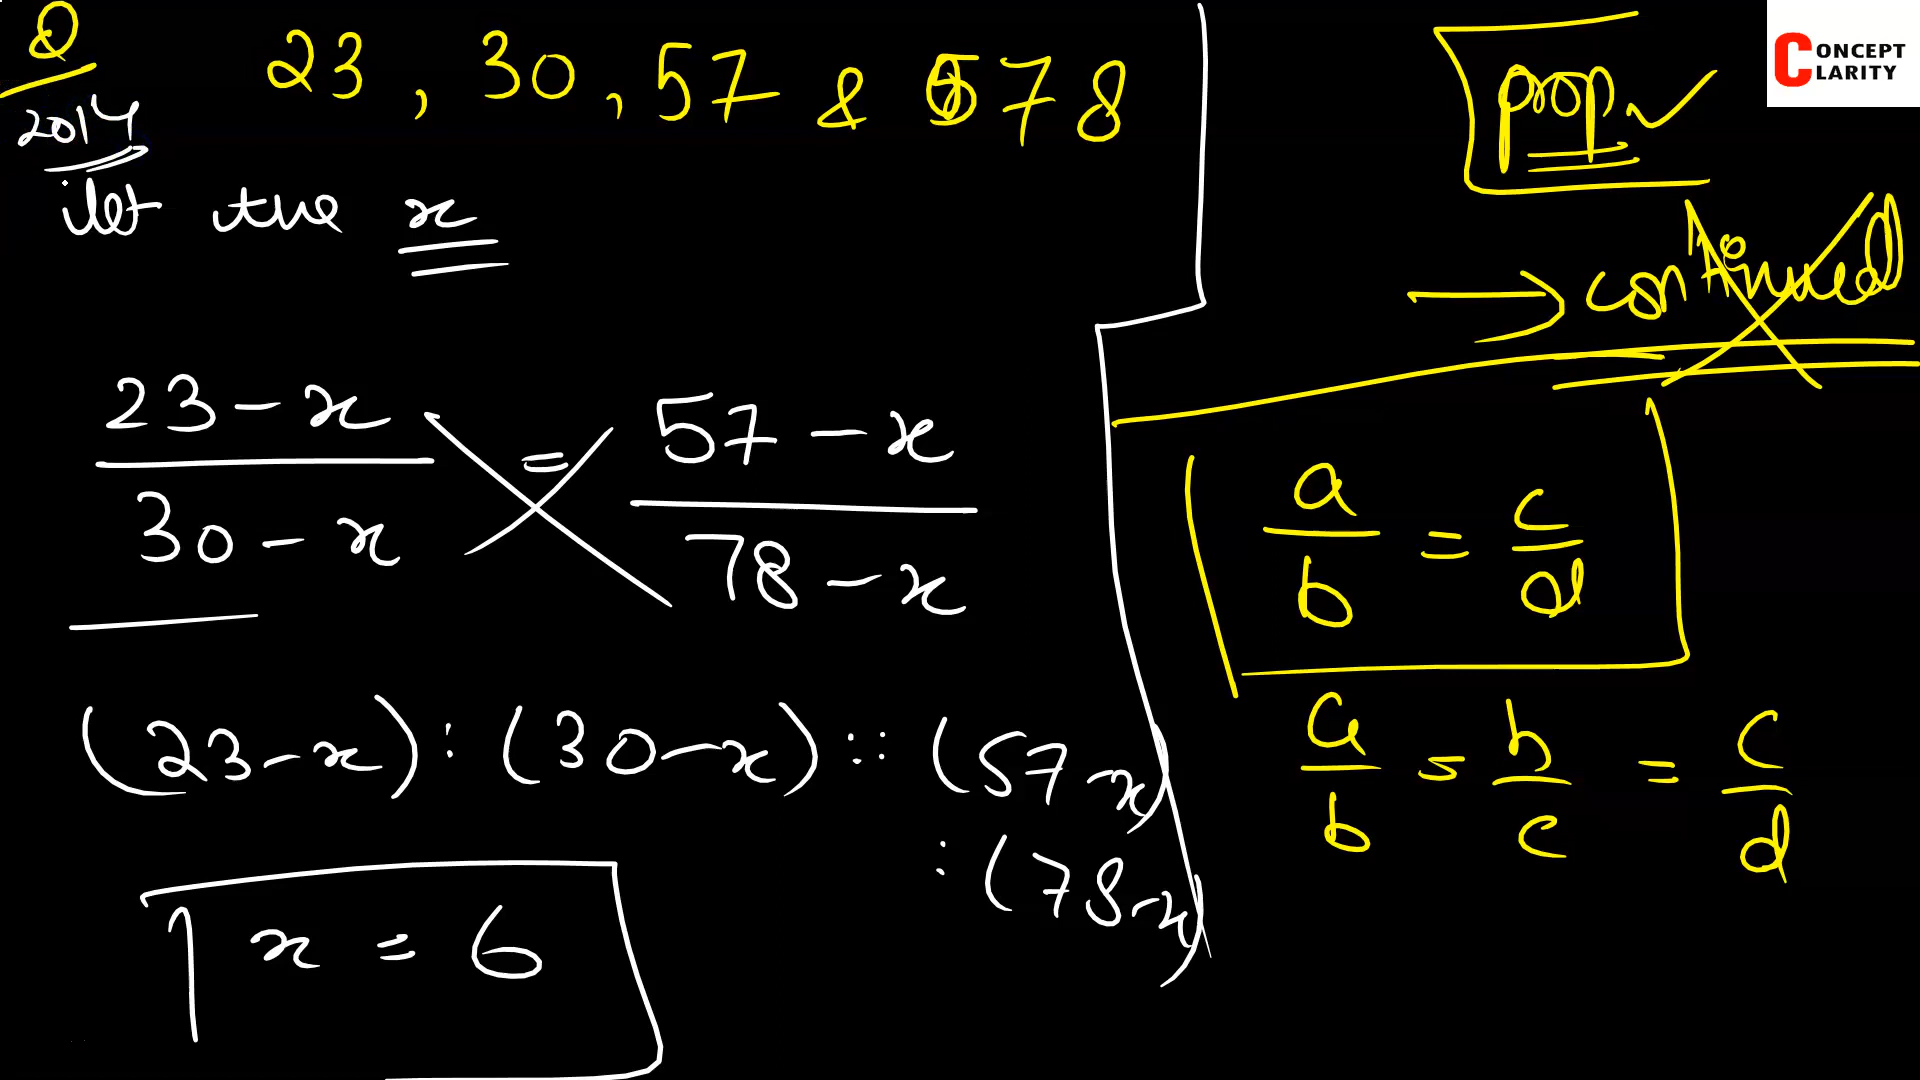 Q 23, 30, 57 & 78
2014
let the x
23 - x / 30 - x = 57 - x / 78 - x
(23 - x) : (30 - x) :: (57 - x)
: (78 - x)
x = 6
CONCEPT
CLARITY
prop. ✓
→ continued
a/b = c/d
a/b = b/c = c/d